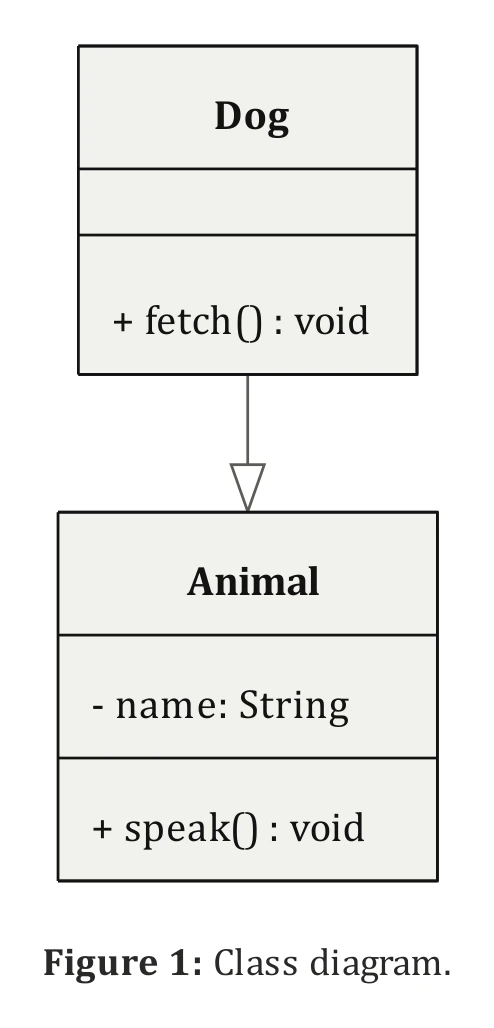 Dog
+ fetch() : void
Animal
- name: String
+ speak() : void
Figure 1: Class diagram.